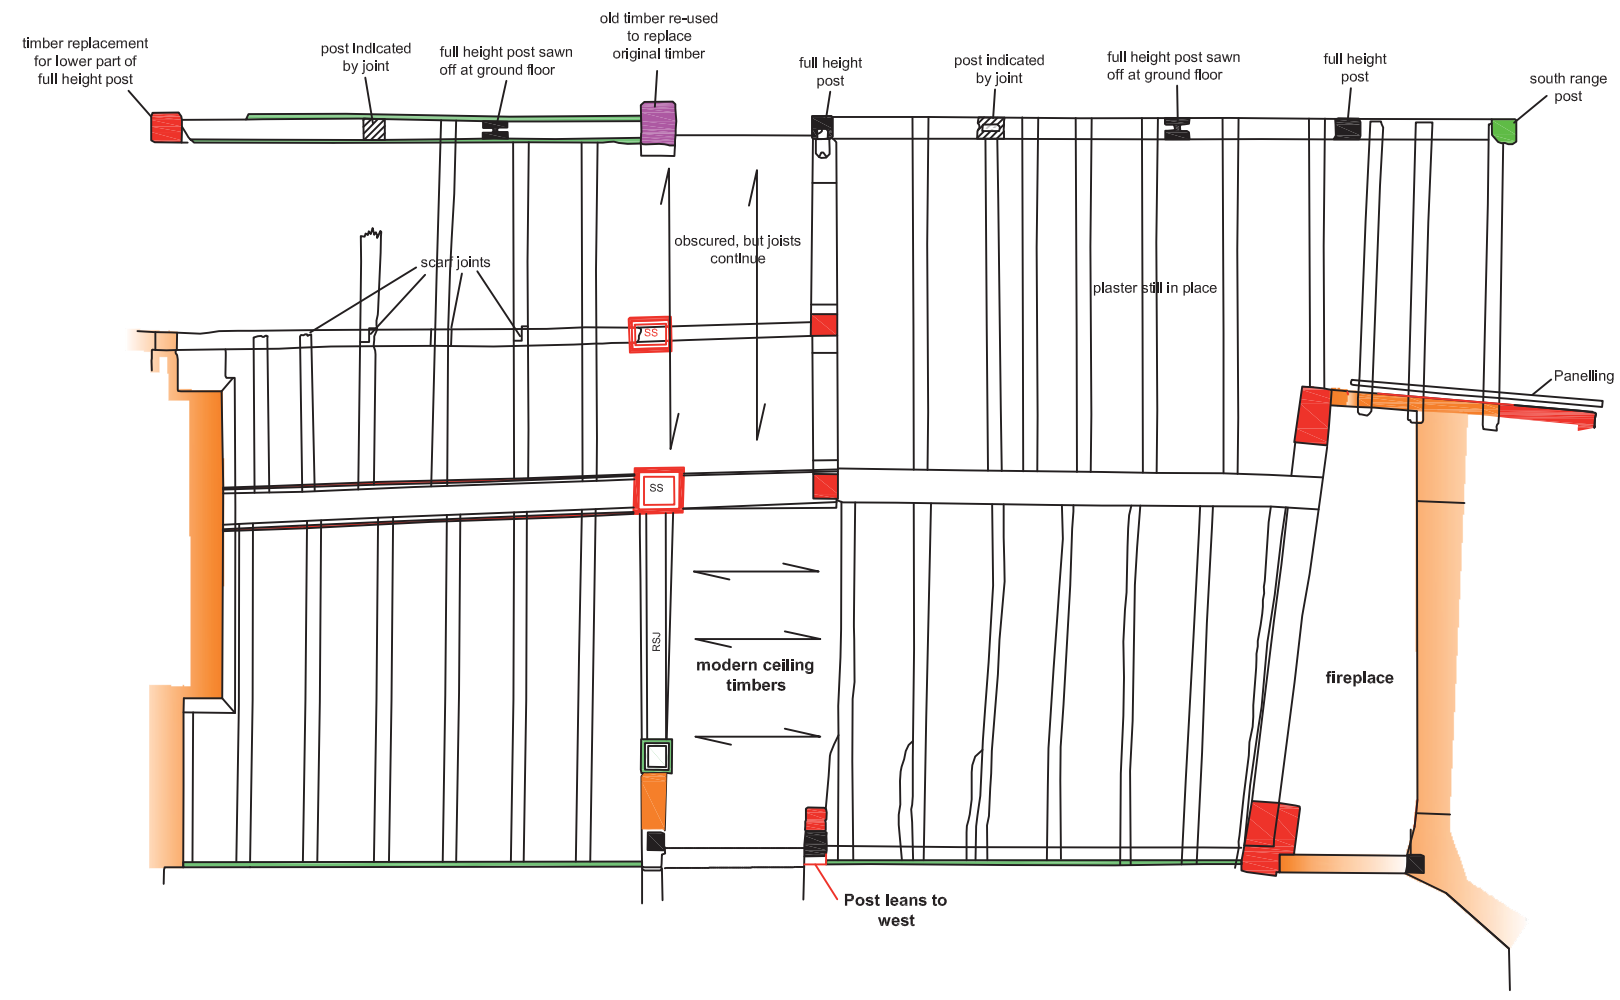 timber replacement
for lower part of
full height post
post Indicated
by joint
full height post sawn
off at ground floor
old timber re-used
to replace
original timber
full height
post
post indicated
by joint
full height post sawn
off at ground floor
full height
post
south range
post
obscured, but joists
continue
scarf joints
plaster still in place
SS
Panelling
SS
RSJ
modern ceiling
timbers
fireplace
Post leans to
west